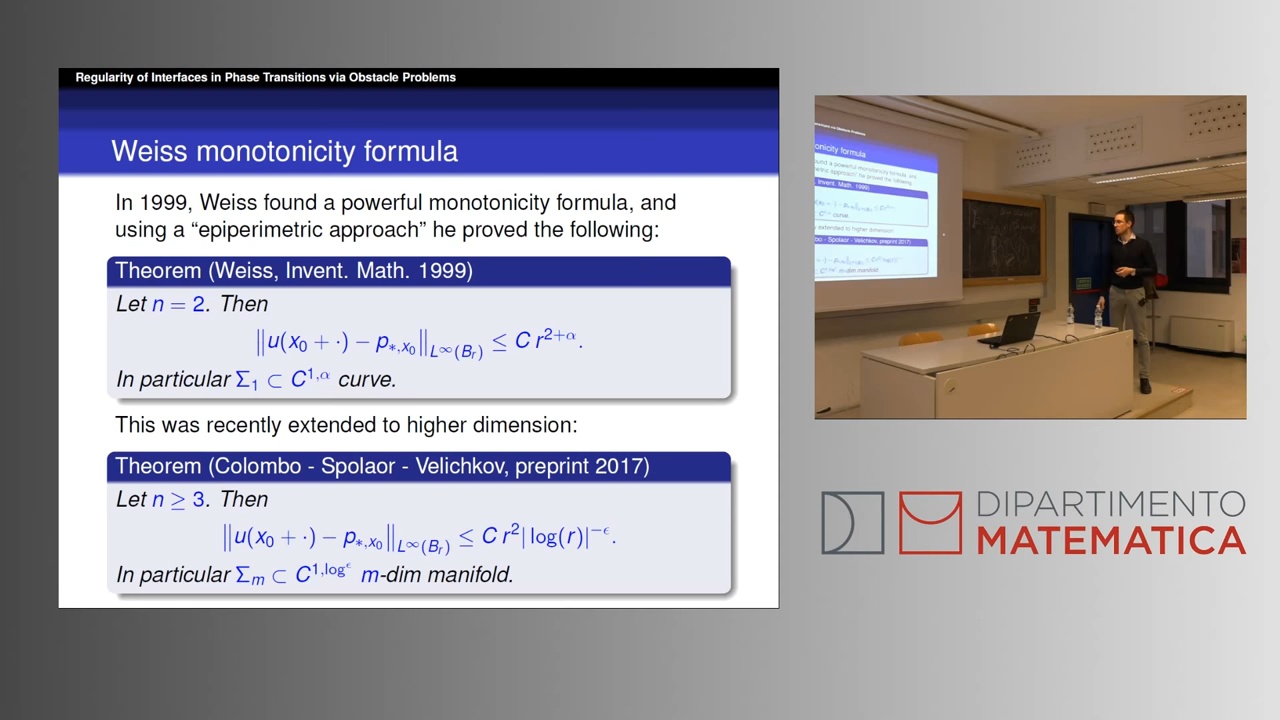 Regularity of Interfaces in Phase Transitions via Obstacle Problems
Weiss monotonicity formula
In 1999, Weiss found a powerful monotonicity formula, and
using a “epiperimetric approach” he proved the following:
Theorem (Weiss, Invent. Math. 1999)
Let n = 2. Then
‖u(x₀ + ·) − p_{*,x₀}‖_{L^∞(B_r)} ≤ C r^{2+α}.
In particular Σ₁ ⊂ C^{1,α} curve.
This was recently extended to higher dimension:
Theorem (Colombo - Spolaor - Velichkov, preprint 2017)
Let n ≥ 3. Then
‖u(x₀ + ·) − p_{*,x₀}‖_{L^∞(B_r)} ≤ C r²| log(r)|^{−ϵ}.
In particular Σ_m ⊂ C^{1,log^ϵ} m-dim manifold.
DIPARTIMENTO
MATEMATICA